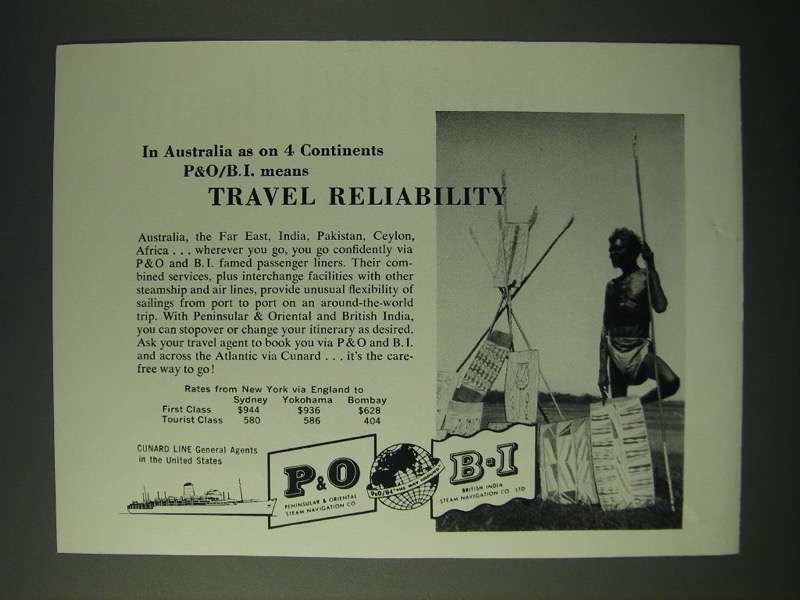 In Australia as on 4 Continents
P&O/B.I. means
TRAVEL RELIABILITY
Australia, the Far East, India, Pakistan, Ceylon,
Africa . . . wherever you go, you go confidently via
P&O and B.I. famed passenger liners. Their com-
bined services, plus interchange facilities with other
steamship and air lines, provide unusual flexibility of
sailings from port to port on an around-the-world
trip. With Peninsular & Oriental and British India,
you can stopover or change your itinerary as desired.
Ask your travel agent to book you via P&O and B.I.
and across the Atlantic via Cunard . . . it's the care-
free way to go!
Rates from New York via England to
Sydney Yokohama Bombay
First Class $944 $936 $628
Tourist Class 580 586 404
CUNARD LINE General Agents
in the United States
P&O
PENINSULAR & ORIENTAL
STEAM NAVIGATION CO
B-I
BRITISH INDIA
STEAM NAVIGATION CO LTD